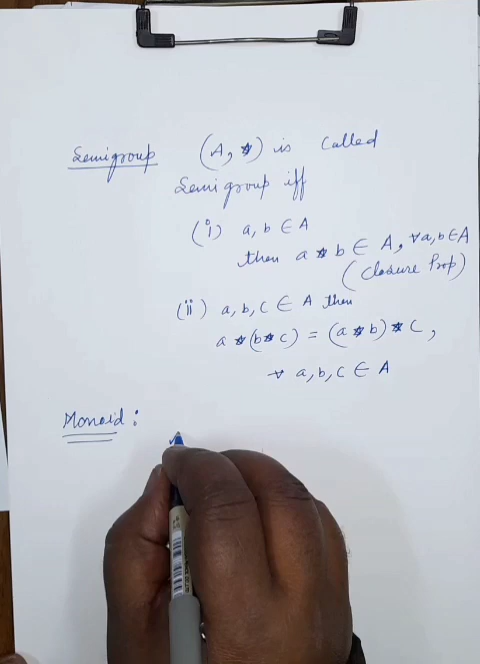 Semigroup (A, *) is called
Semigroup iff
(i) a, b ∈ A
then a * b ∈ A, ∀ a, b ∈ A
(Closure Prop)
(ii) a, b, c ∈ A then
a * (b * c) = (a * b) * c,
∀ a, b, c ∈ A
Monoid :